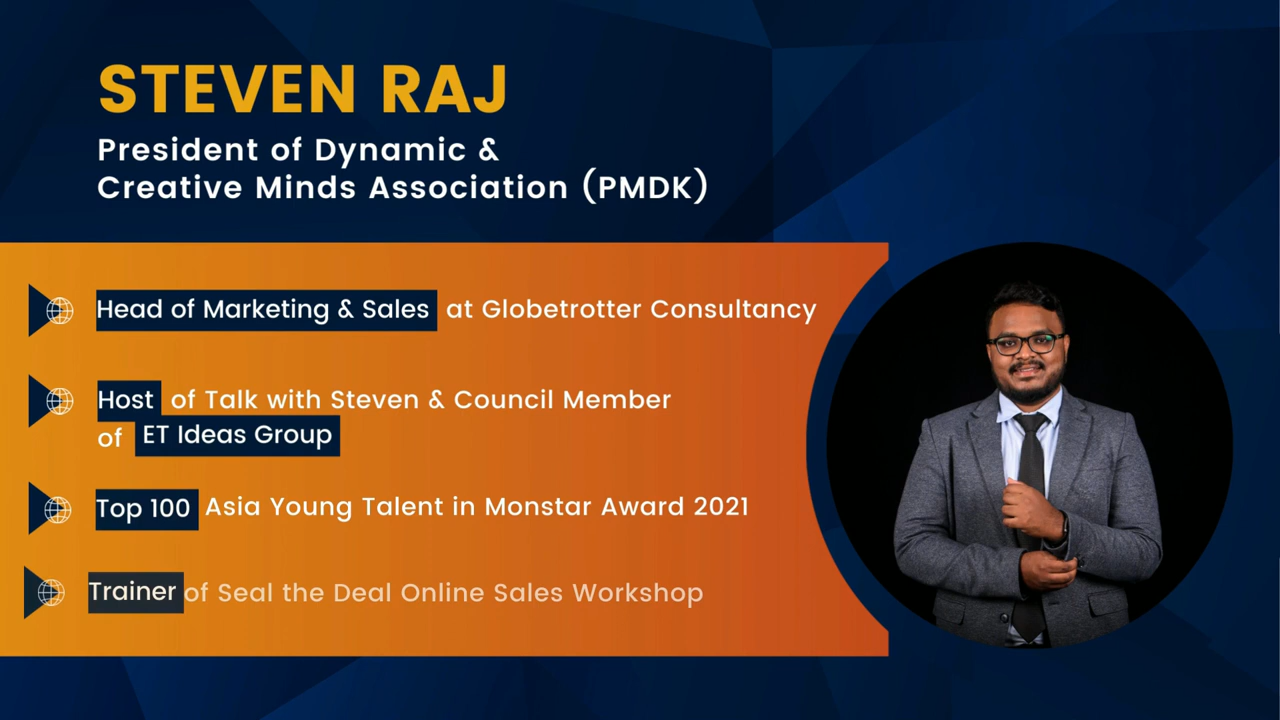 STEVEN RAJ
President of Dynamic &
Creative Minds Association (PMDK)
Head of Marketing & Sales at Globetrotter Consultancy
Host of Talk with Steven & Council Member
of ET Ideas Group
Top 100 Asia Young Talent in Monstar Award 2021
Trainer of Seal the Deal Online Sales Workshop